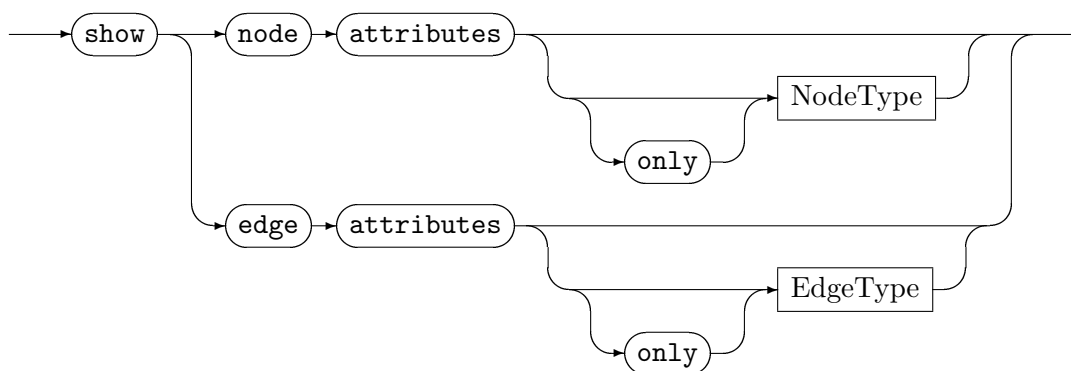 show node attributes
NodeType
only
edge attributes
EdgeType
only